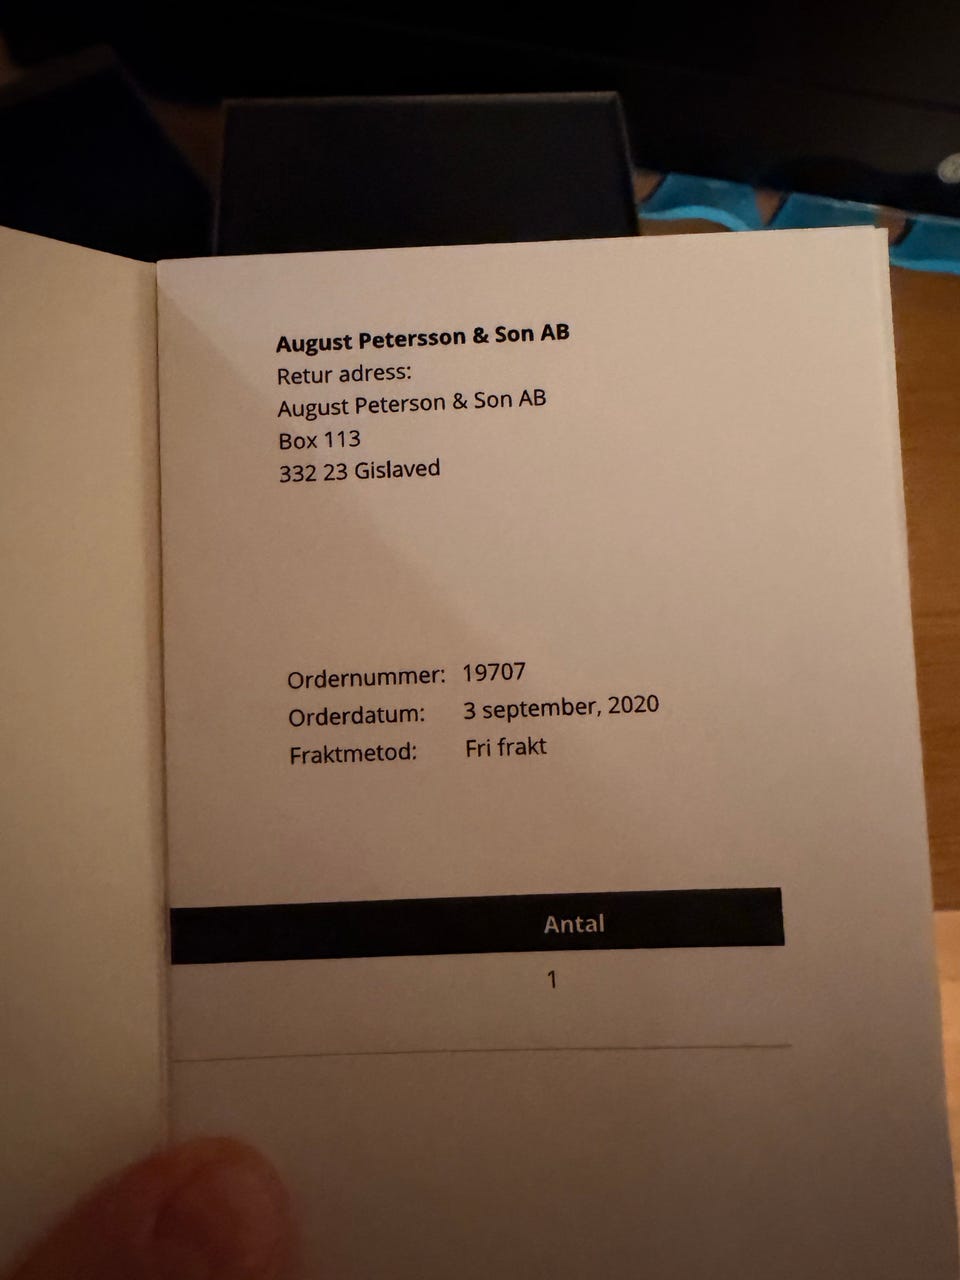 August Petersson & Son AB
Retur adress:
August Peterson & Son AB
Box 113
332 23 Gislaved
Ordernummer: 19707
Orderdatum: 3 september, 2020
Fraktmetod: Fri frakt
Antal
1